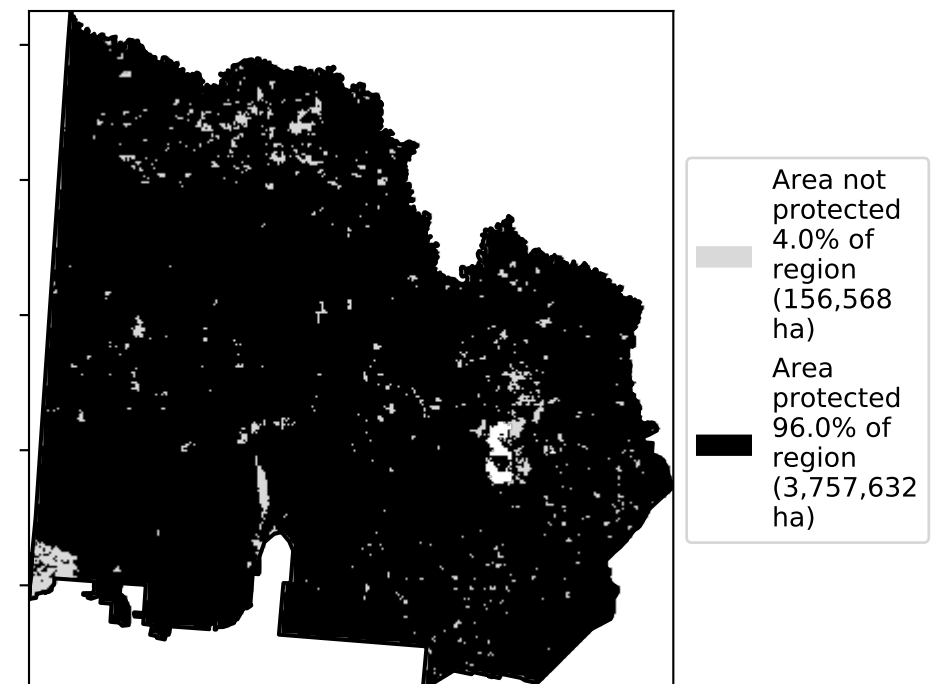 Area not
protected
4.0% of
region
(156,568
ha)
Area
protected
96.0% of
region
(3,757,632
ha)